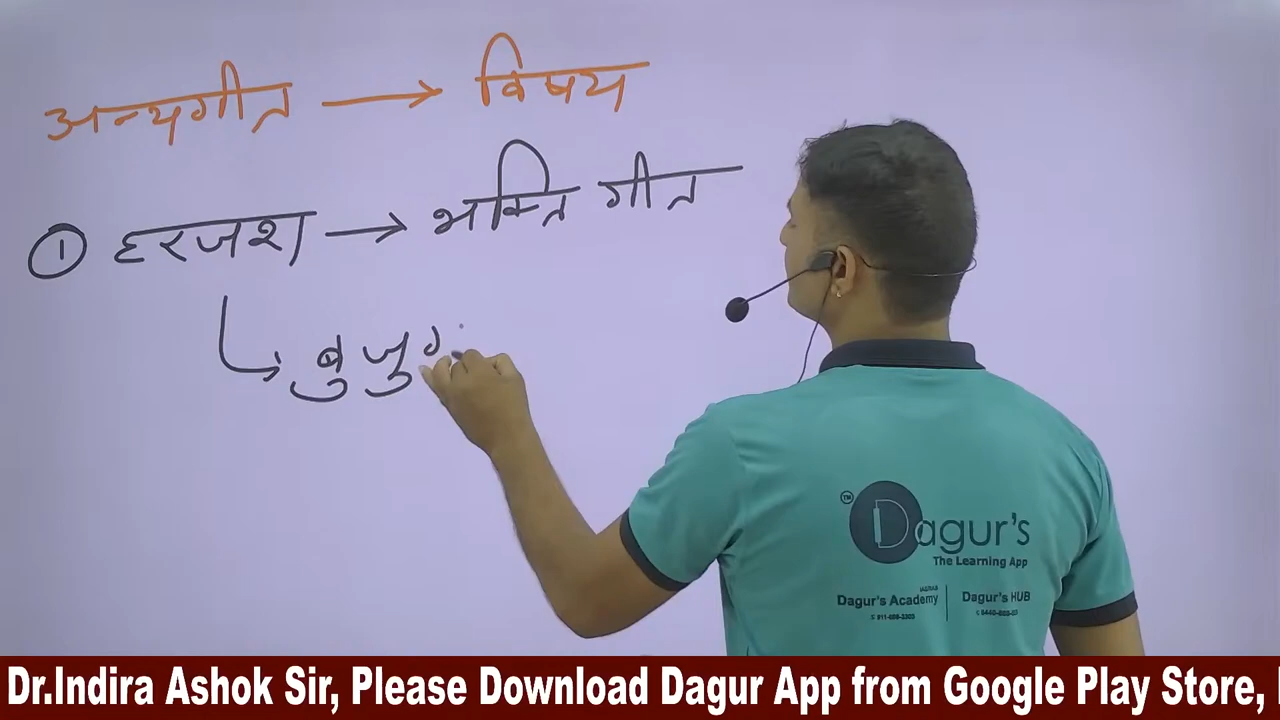 अन्यगीत → विषय
① हरजश → भक्ति गीत
↳ बुजुग
TM
Dagur's
The Learning App
Dagur's Academy
Dagur's HUB
Dr.Indira Ashok Sir, Please Download Dagur App from Google Play Store,